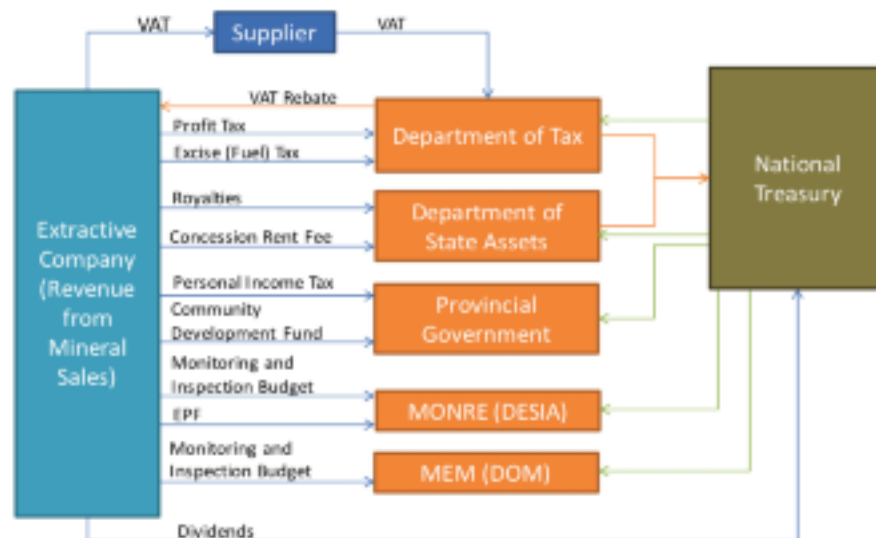 VAT
Supplier
VAT
VAT Rebate
Profit Tax
Excise (Fuel) Tax
Department of Tax
Royalties
Concession Rent Fee
Department of
State Assets
Extractive
Company
(Revenue
from
Mineral
Sales)
Personal Income Tax
Community
Development Fund
Provincial
Government
Monitoring and
Inspection Budget
EPF
MONRE (DESIA)
Monitoring and
Inspection Budget
MEM (DOM)
National
Treasury
Dividends